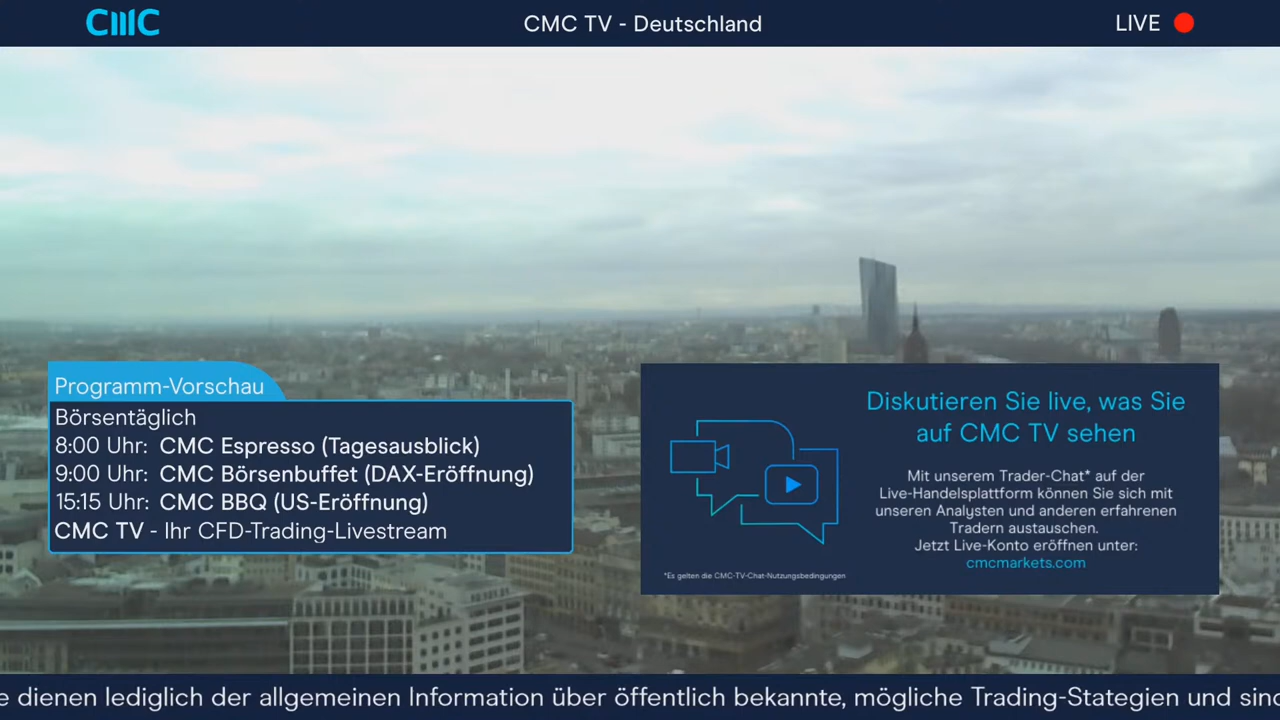 CMC
CMC TV - Deutschland
LIVE
Programm-Vorschau
Börsentäglich
8:00 Uhr: CMC Espresso (Tagesausblick)
9:00 Uhr: CMC Börsenbuffet (DAX-Eröffnung)
15:15 Uhr: CMC BBQ (US-Eröffnung)
CMC TV - Ihr CFD-Trading-Livestream
Diskutieren Sie live, was Sie
auf CMC TV sehen
Mit unserem Trader-Chat* auf der
Live-Handelsplattform können Sie sich mit
unseren Analysten und anderen erfahrenen
Tradern austauschen.
Jetzt Live-Konto eröffnen unter:
cmcmarkets.com
*Es gelten die CMC-TV-Chat-Nutzungsbedingungen
e dienen lediglich der allgemeinen Information über öffentlich bekannte, mögliche Trading-Stategien und sind